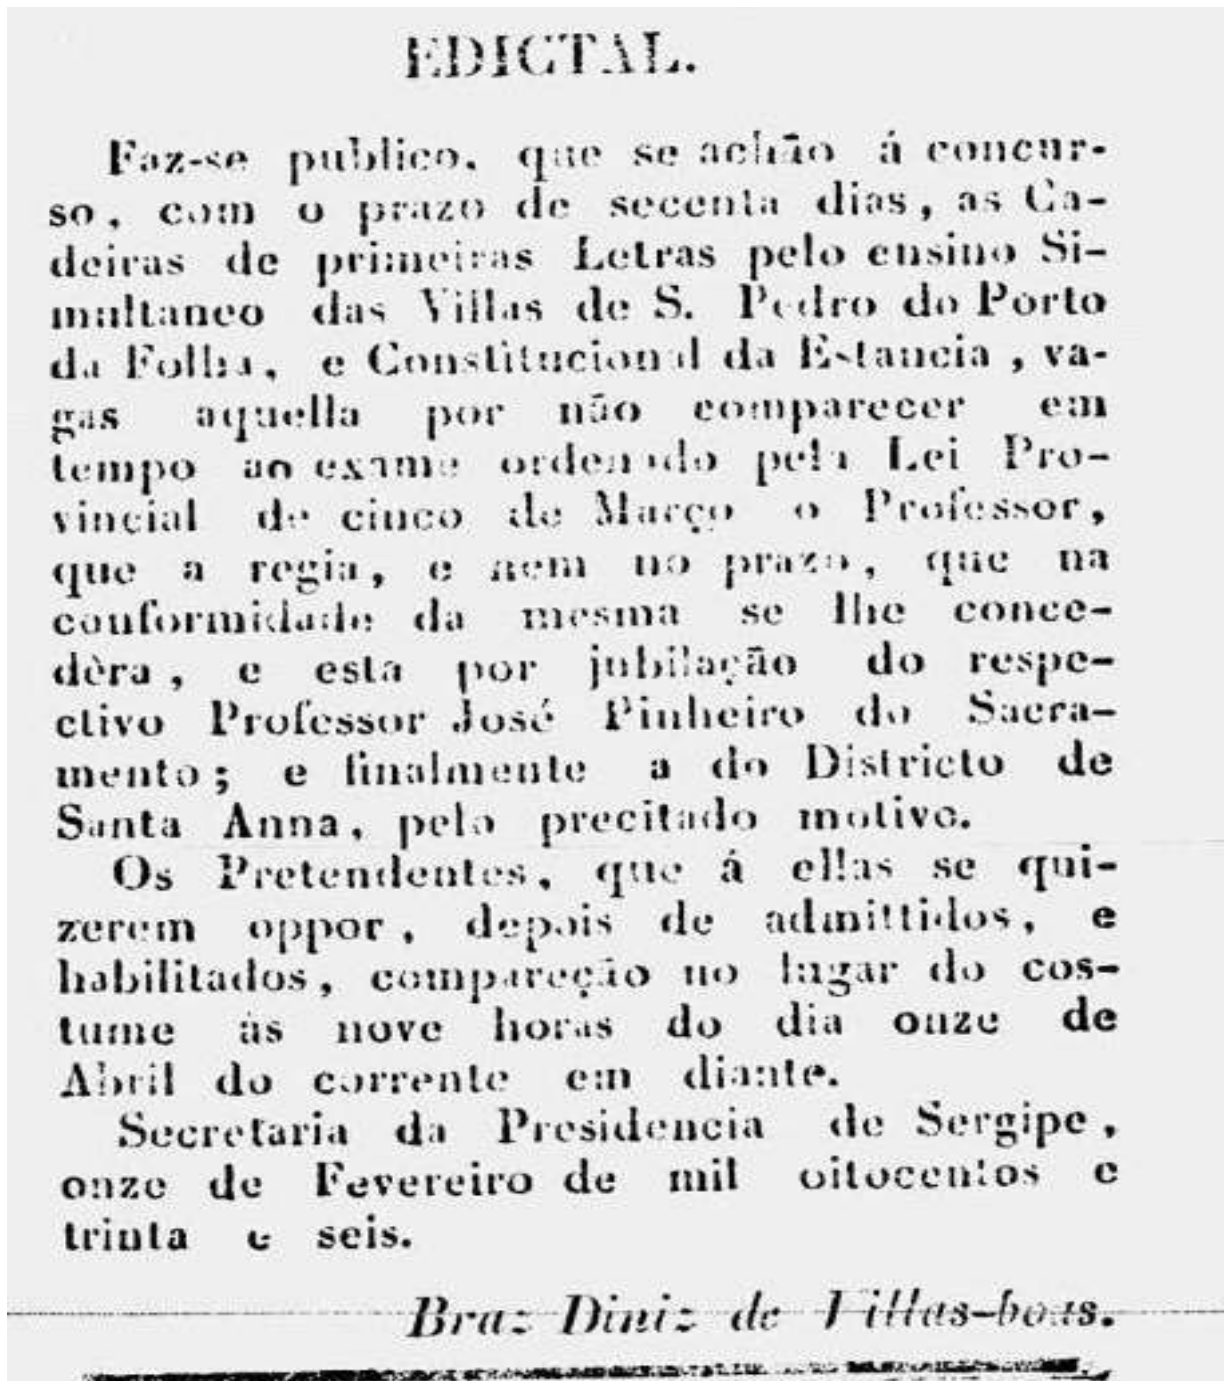 EDICTAL.
Faz-se publico, que se achão á concur-
so, com o prazo de secenta dias, as Ca-
deiras de primeiras Letras pelo ensino Si-
multaneo das Villas de S. Pedro do Porto
da Folha, e Constitucional da Estancia, va-
gas aquella por não comparecer em
tempo ao exame ordenado pela Lei Pro-
vincial de cinco de Março o Professor,
que a regia, e nem no prazo, que na
conformidade da mesma se lhe conce-
dèra, e esta por jubilação do respe-
ctivo Professor José Pinheiro do Sacra-
mento; e finalmente a do Districto de
Santa Anna, pelo precitado motivo.
Os Pretendentes, que á ellas se qui-
zerem oppor, depois de admittidos, e
habilitados, compareção no lugar do cos-
tume às nove horas do dia onze de
Abril do corrente em diante.
Secretaria da Presidencia de Sergipe,
onze de Fevereiro de mil oitocentos e
trinta e seis.
Braz Diniz de Villas-boas.